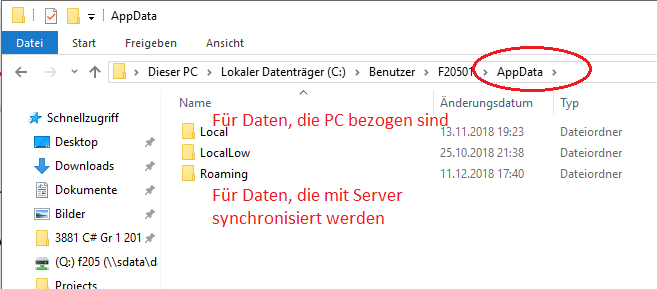 AppData
Datei Start Freigeben Ansicht
Dieser PC > Lokaler Datenträger (C:) > Benutzer > F20501 > AppData >
Name Änderungsdatum Typ
Schnellzugriff
Desktop
Downloads
Dokumente
Bilder
3881 C# Gr 1 201
(Q:) f205 (\\sdata\d
Projects
Für Daten, die PC bezogen sind
Local 13.11.2018 19:23 Dateiordner
LocalLow 25.10.2018 21:38 Dateiordner
Roaming 11.12.2018 17:40 Dateiordner
Für Daten, die mit Server
synchronisiert werden